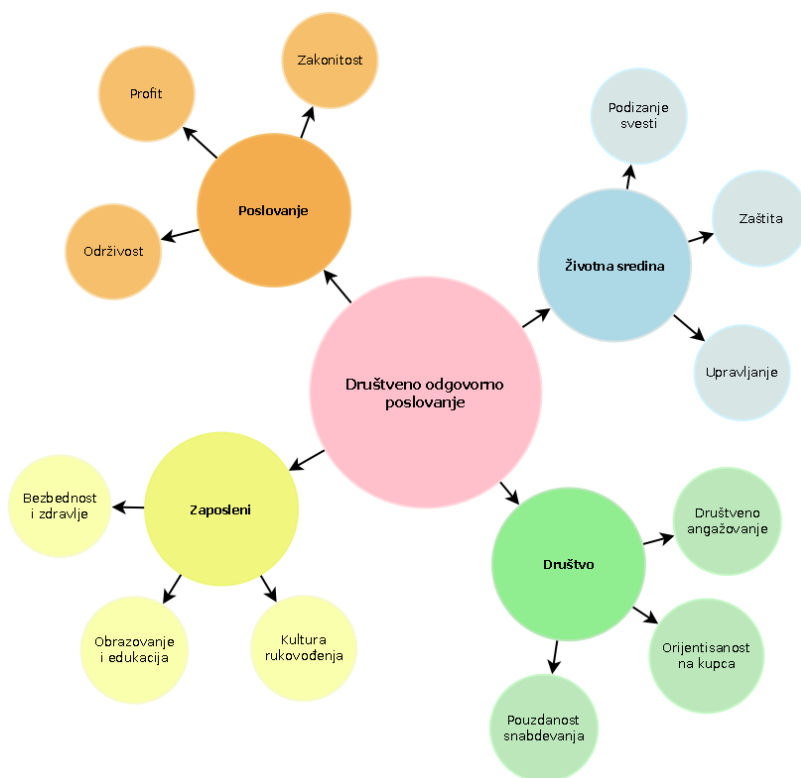 Zakonitost
Profit
Poslovanje
Održivost
Podizanje
svesti
Zaštita
Životna sredina
Upravljanje
Društveno odgovorno
poslovanje
Bezbednost
i zdravlje
Zaposleni
Obrazovanje
i edukacija
Kultura
rukovođenja
Društveno
angažovanje
Društvo
Orijentisanost
na kupca
Pouzdanost
snabdevanja